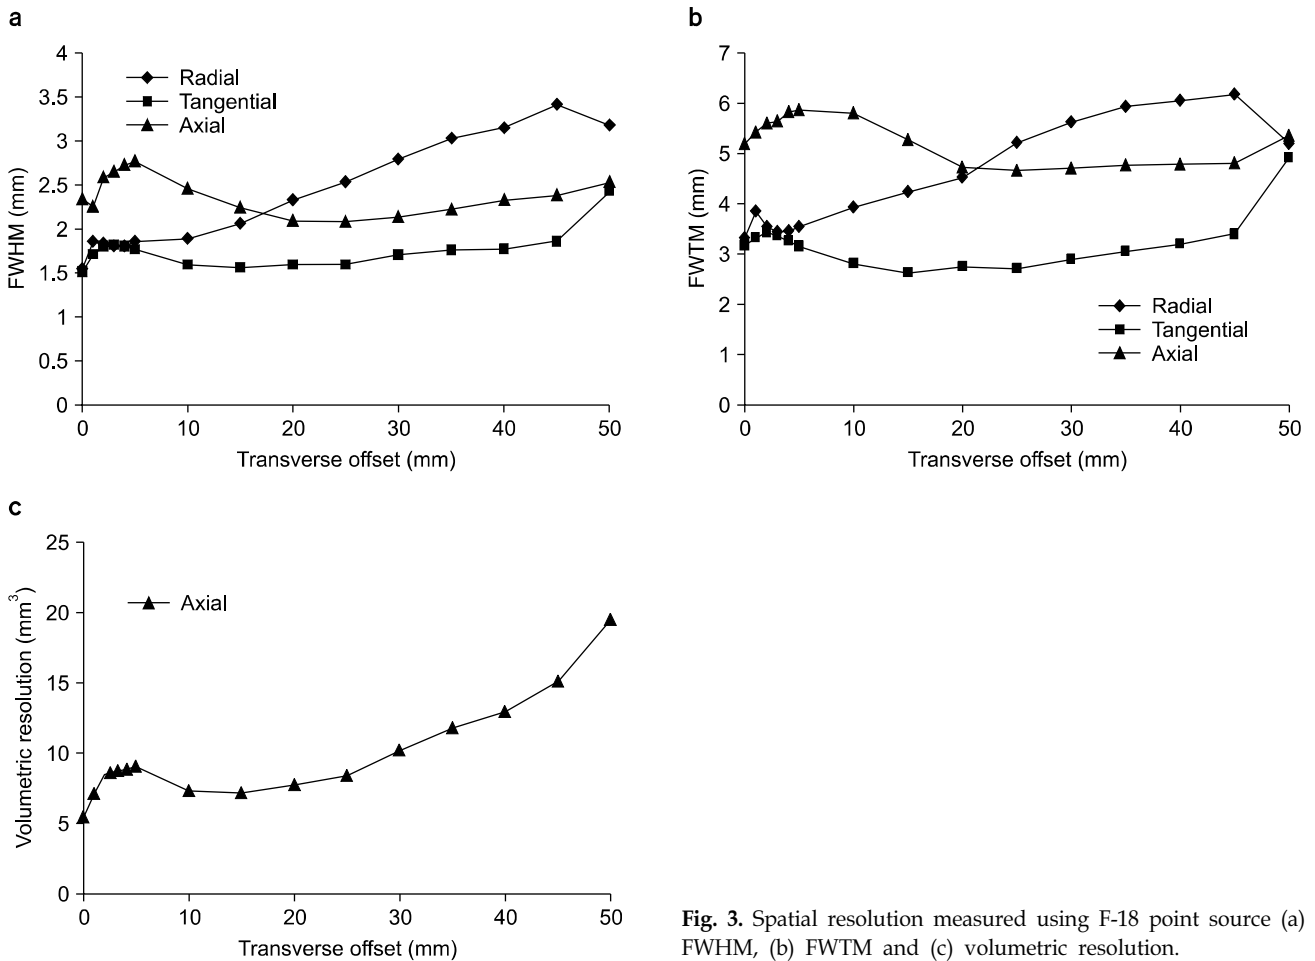 a
4
3.5
3
2.5
2
1.5
1
0.5
0
FWHM (mm)
Radial
Tangential
Axial
0 10 20 30 40 50
Transverse offset (mm)
b
7
6
5
4
3
2
1
0
FWTM (mm)
Radial
Tangential
Axial
0 10 20 30 40 50
Transverse offset (mm)
c
25
20
15
10
5
0
Volumetric resolution (mm³)
Axial
0 10 20 30 40 50
Transverse offset (mm)
Fig. 3. Spatial resolution measured using F-18 point source (a)
FWHM, (b) FWTM and (c) volumetric resolution.